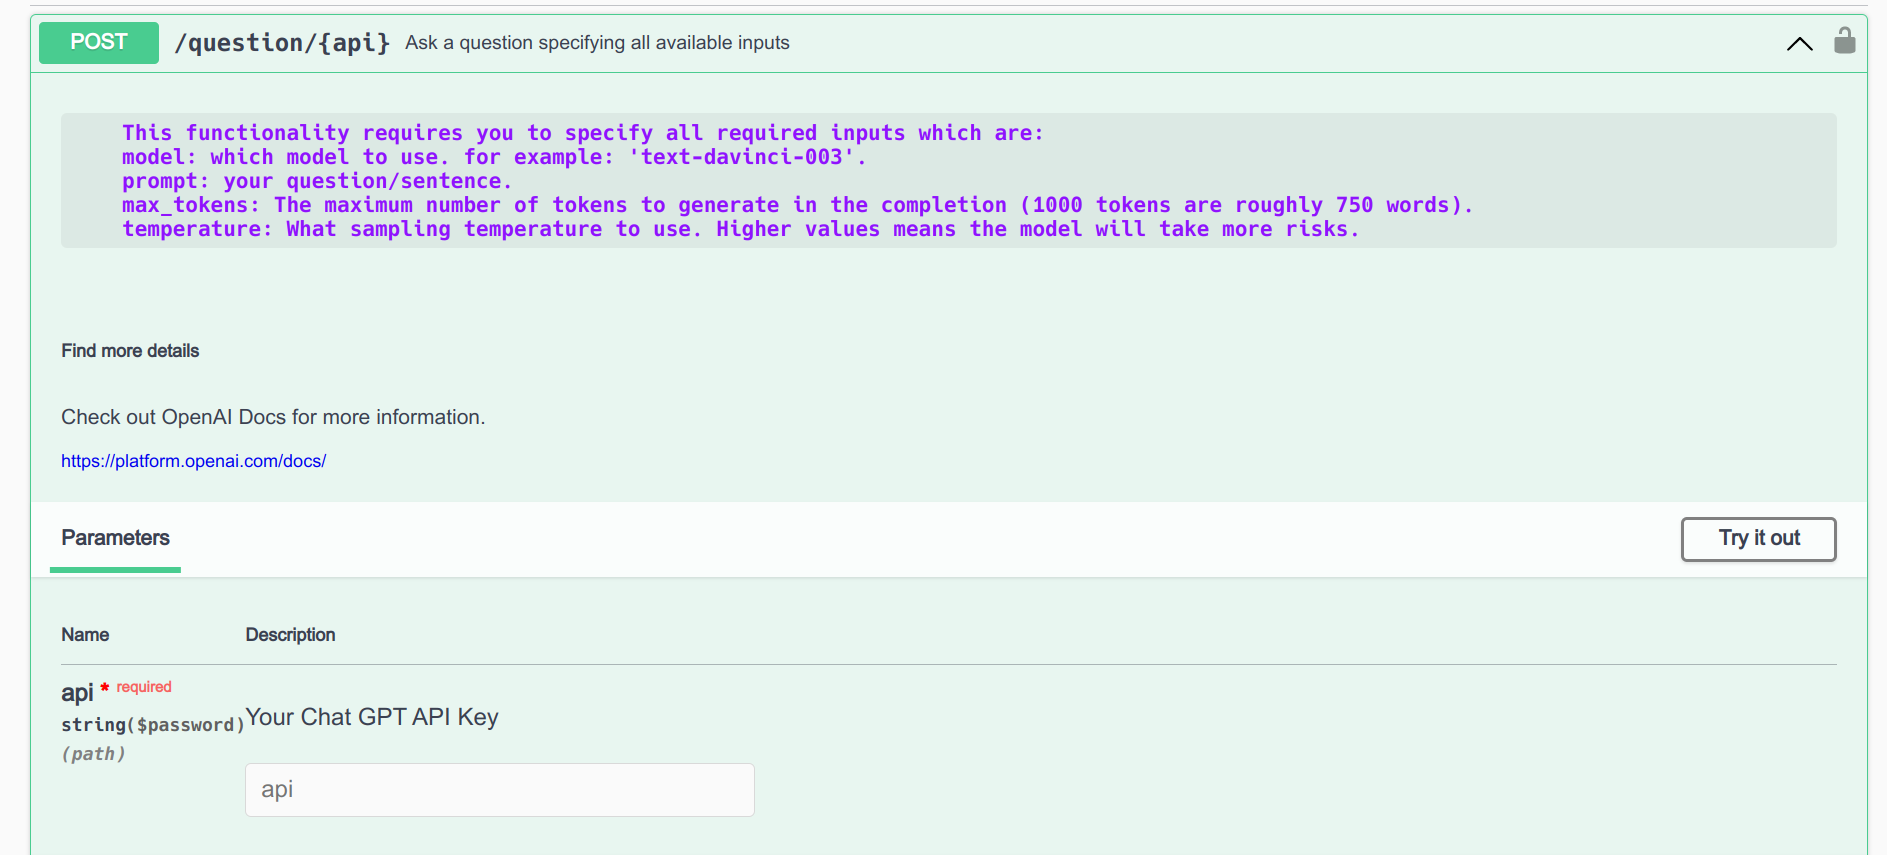 POST /question/{api} Ask a question specifying all available inputs
This functionality requires you to specify all required inputs which are:
model: which model to use. for example: 'text-davinci-003'.
prompt: your question/sentence.
max_tokens: The maximum number of tokens to generate in the completion (1000 tokens are roughly 750 words).
temperature: What sampling temperature to use. Higher values means the model will take more risks.
Find more details
Check out OpenAI Docs for more information.
https://platform.openai.com/docs/
Parameters Try it out
Name Description
api * required
string($password) Your Chat GPT API Key
(path)
api